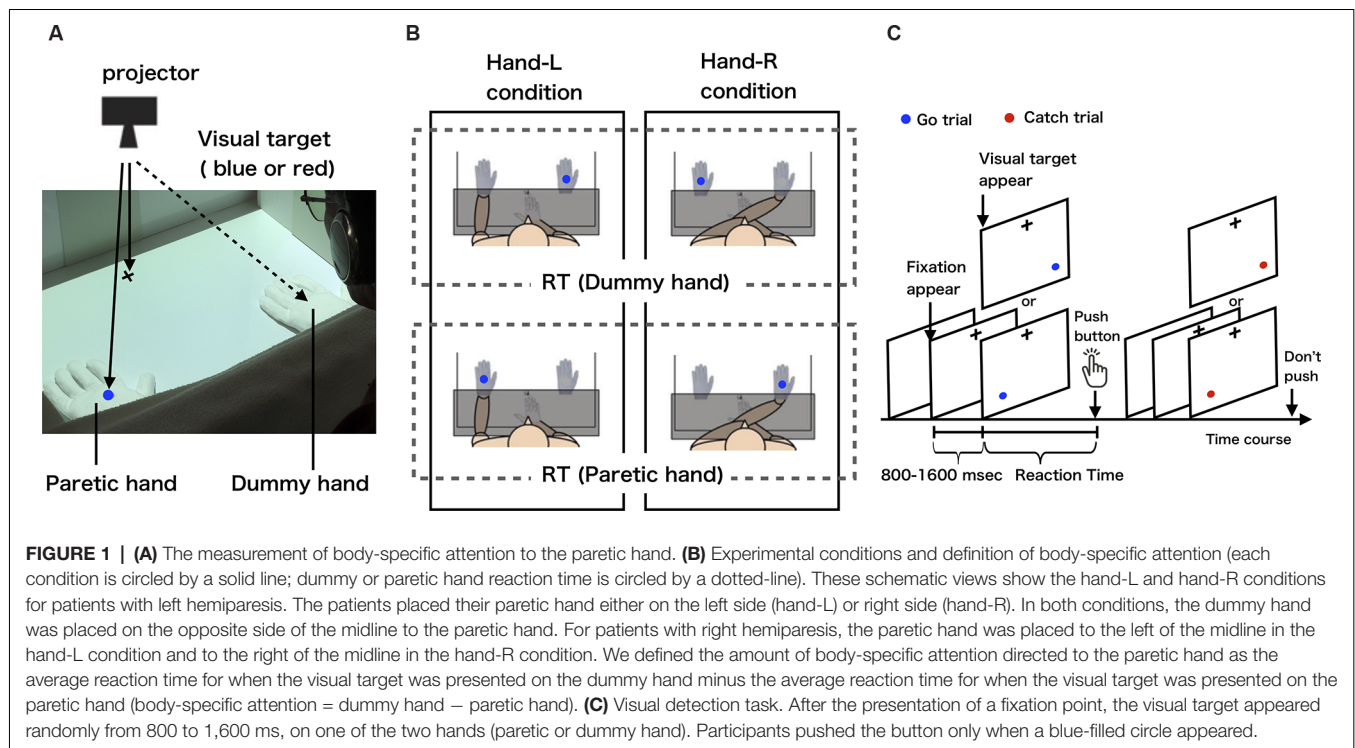 A
projector
Visual target
( blue or red)
Paretic hand
Dummy hand
B
Hand-L
condition
Hand-R
condition
RT (Dummy hand)
RT (Paretic hand)
C
Go trial
Catch trial
Visual target
appear
Fixation
appear
or
Push
button
or
Don't
push
Time course
800-1600 msec
Reaction Time
FIGURE 1 | (A) The measurement of body-specific attention to the paretic hand. (B) Experimental conditions and definition of body-specific attention (each
condition is circled by a solid line; dummy or paretic hand reaction time is circled by a dotted-line). These schematic views show the hand-L and hand-R conditions
for patients with left hemiparesis. The patients placed their paretic hand either on the left side (hand-L) or right side (hand-R). In both conditions, the dummy hand
was placed on the opposite side of the midline to the paretic hand. For patients with right hemiparesis, the paretic hand was placed to the left of the midline in the
hand-L condition and to the right of the midline in the hand-R condition. We defined the amount of body-specific attention directed to the paretic hand as the
average reaction time for when the visual target was presented on the dummy hand minus the average reaction time for when the visual target was presented on the
paretic hand (body-specific attention = dummy hand − paretic hand). (C) Visual detection task. After the presentation of a fixation point, the visual target appeared
randomly from 800 to 1,600 ms, on one of the two hands (paretic or dummy hand). Participants pushed the button only when a blue-filled circle appeared.